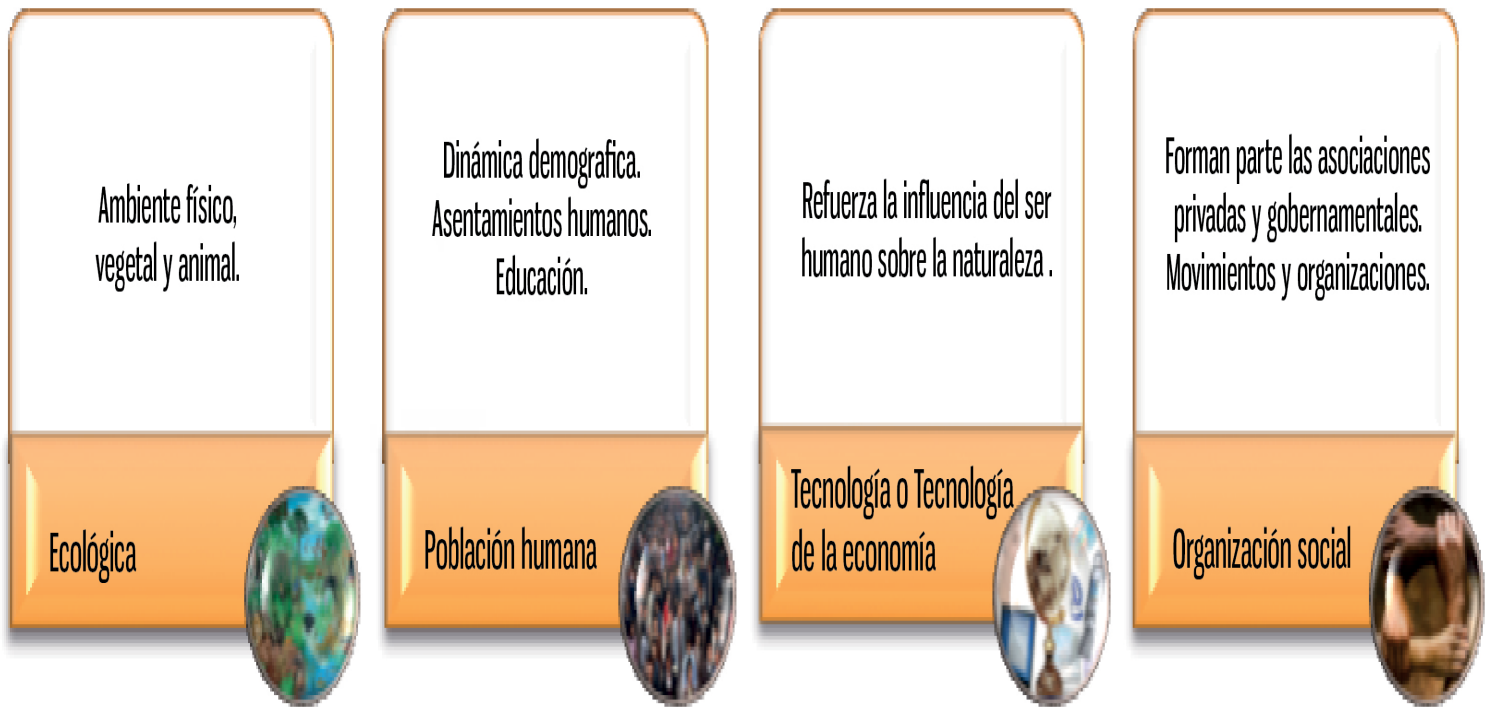 Ambiente físico,
vegetal y animal.
Ecológica
Dinámica demografica.
Asentamientos humanos.
Educación.
Población humana
Refuerza la influencia del ser
humano sobre la naturaleza .
Tecnología o Tecnología
de la economía
Forman parte las asociaciones
privadas y gobernamentales.
Movimientos y organizaciones.
Organización social